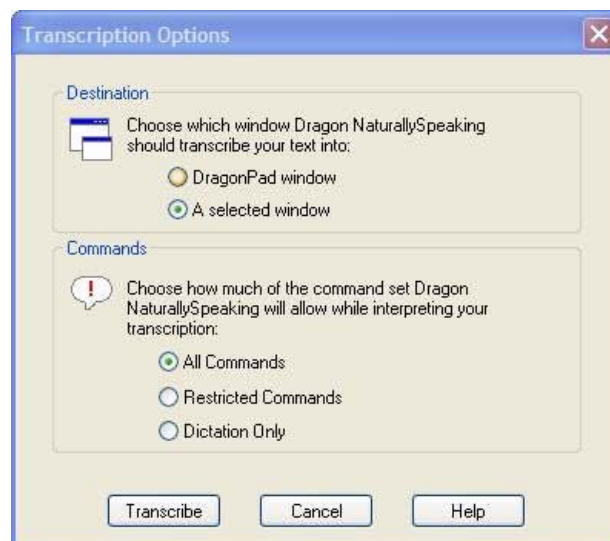 Transcription Options
Destination
Choose which window Dragon NaturallySpeaking
should transcribe your text into:
DragonPad window
A selected window
Commands
Choose how much of the command set Dragon
NaturallySpeaking will allow while interpreting your
transcription:
All Commands
Restricted Commands
Dictation Only
Transcribe Cancel Help